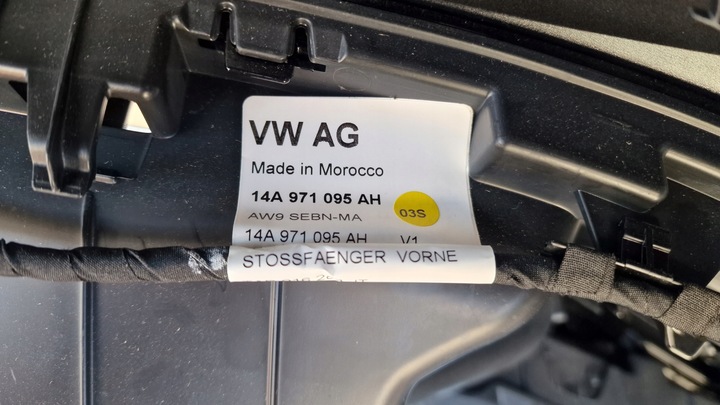 VW AG
Made in Morocco
14A 971 095 AH
03S
AW9 SEBN-MA
14A 971 095 AH V1
STOSSFAENGER VORNE